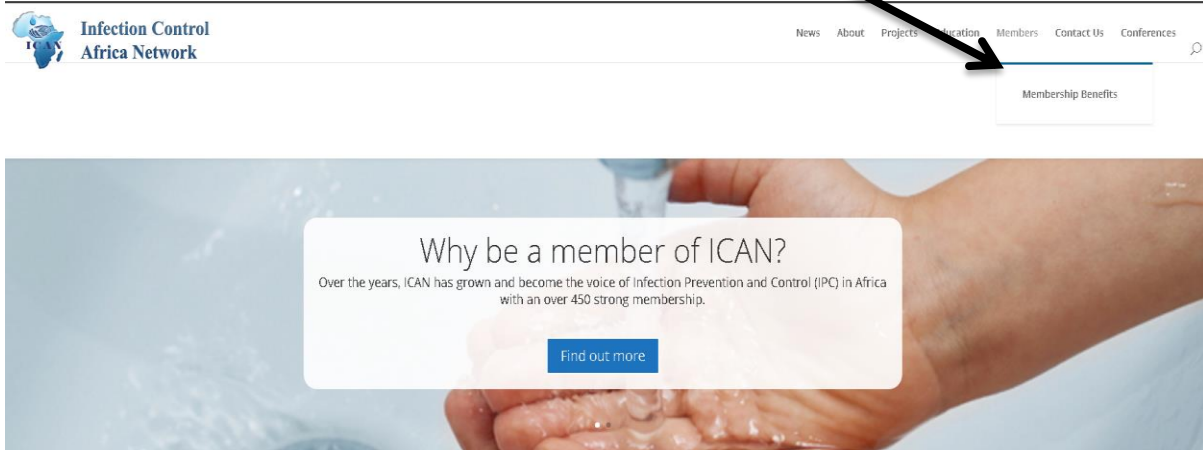 ICAN
Infection Control
Africa Network
News About Projects Education Members Contact Us Conferences
Membership Benefits
Why be a member of ICAN?
Over the years, ICAN has grown and become the voice of Infection Prevention and Control (IPC) in Africa
with an over 450 strong membership.
Find out more